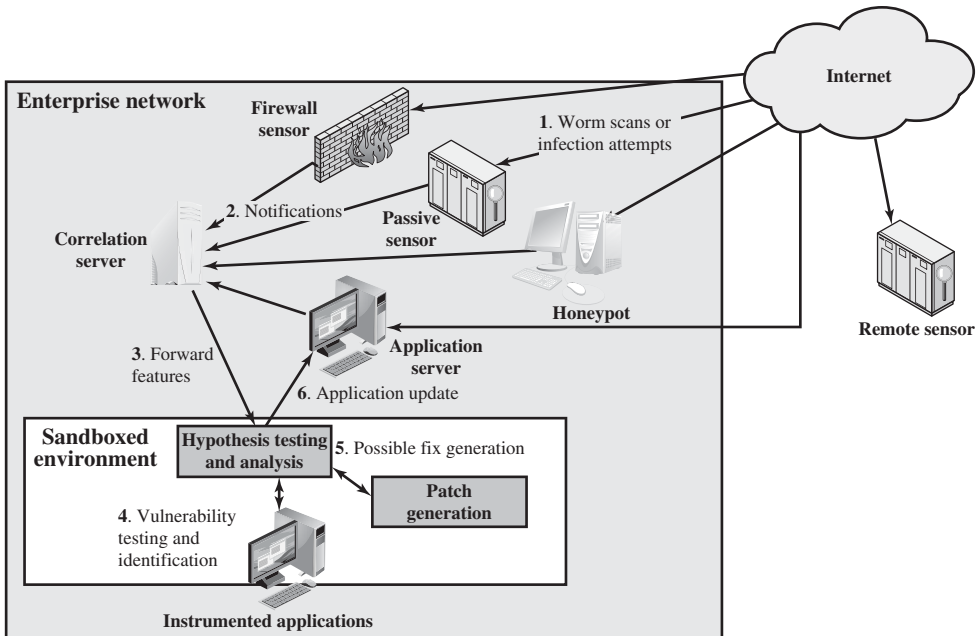 Internet
Enterprise network
Firewall
sensor
1. Worm scans or
infection attempts
2. Notifications
Passive
sensor
Correlation
server
Honeypot
Remote sensor
Application
server
3. Forward
features
6. Application update
Sandboxed
environment
Hypothesis testing
and analysis
5. Possible fix generation
Patch
generation
4. Vulnerability
testing and
identification
Instrumented applications